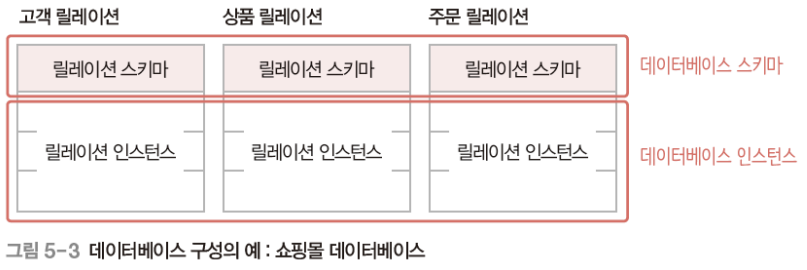 고객 릴레이션 상품 릴레이션 주문 릴레이션
릴레이션 스키마 릴레이션 스키마 릴레이션 스키마 데이터베이스 스키마
릴레이션 인스턴스 릴레이션 인스턴스 릴레이션 인스턴스 데이터베이스 인스턴스
그림 5-3 데이터베이스 구성의 예 : 쇼핑몰 데이터베이스